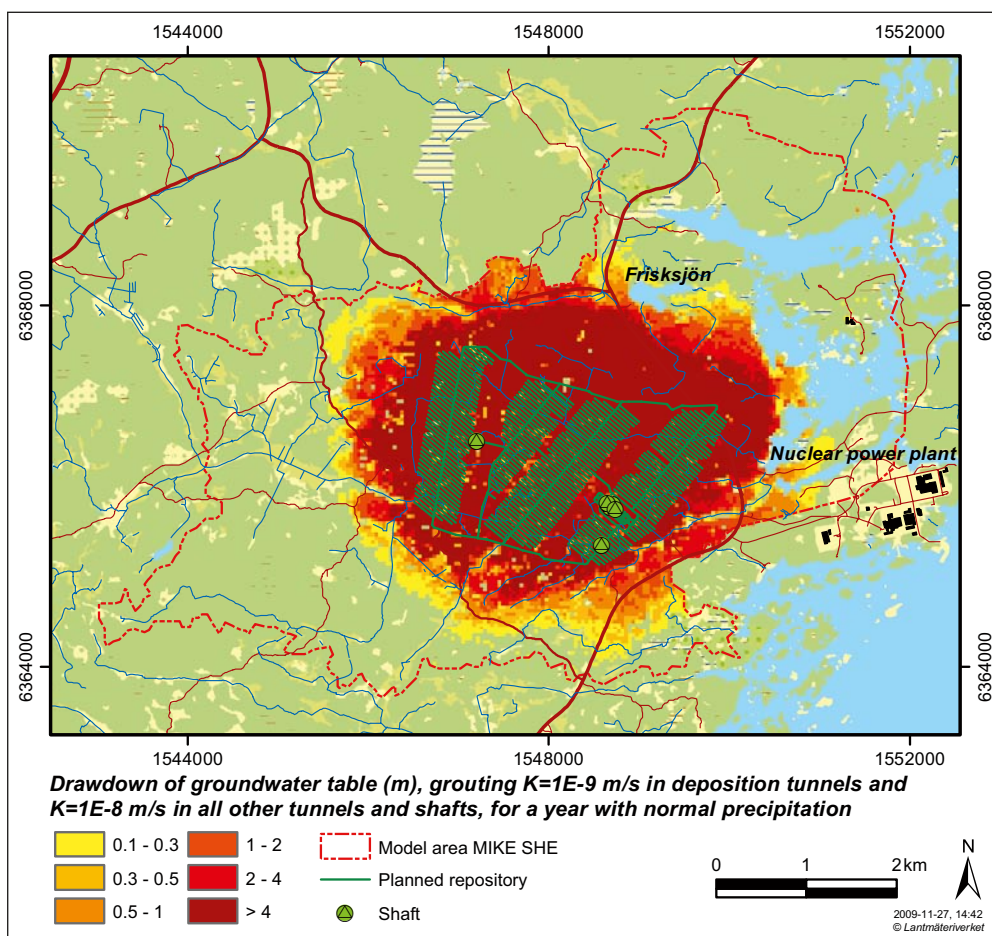 1544000 1548000 1552000
Frisksjön
6368000 6368000
Nuclear power plant
6364000 6364000
1544000 1548000 1552000
Drawdown of groundwater table (m), grouting K=1E-9 m/s in deposition tunnels and
K=1E-8 m/s in all other tunnels and shafts, for a year with normal precipitation
0.1 - 0.3 1 - 2 Model area MIKE SHE
0.3 - 0.5 2 - 4 Planned repository
0.5 - 1 > 4 Shaft
0 1 2 km
N
2009-11-27, 14:42
© Lantmäteriverket